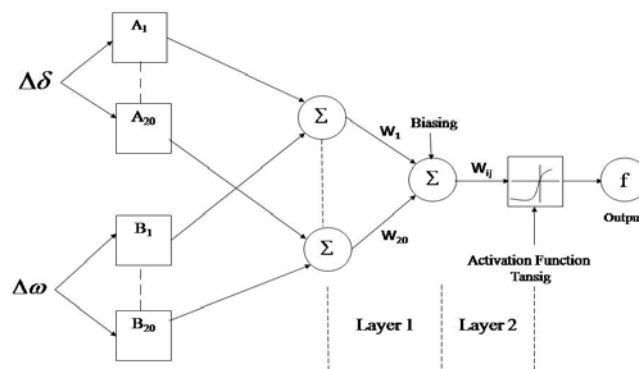 Δδ
A1
A20
Δω
B1
B20
Σ
Σ
W1
W20
Biasing
Σ
Wij
f
Output
Activation Function
Tansig
Layer 1
Layer 2